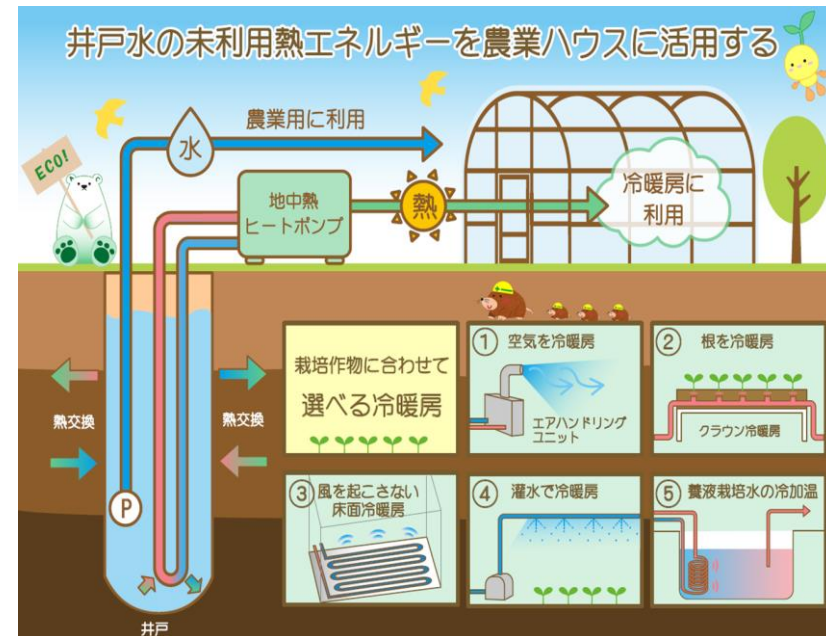 井戸水の未利用熱エネルギーを農業ハウスに活用する
農業用に利用
水
ECO!
地中熱
ヒートポンプ
熱
冷暖房に
利用
熱交換
熱交換
P
井戸
栽培作物に合わせて
選べる冷暖房
① 空気を冷暖房
エアハンドリング
ユニット
② 根を冷暖房
クラウン冷暖房
③ 風を起こさない
床面冷暖房
④ 灌水で冷暖房
⑤ 養液栽培水の冷加温